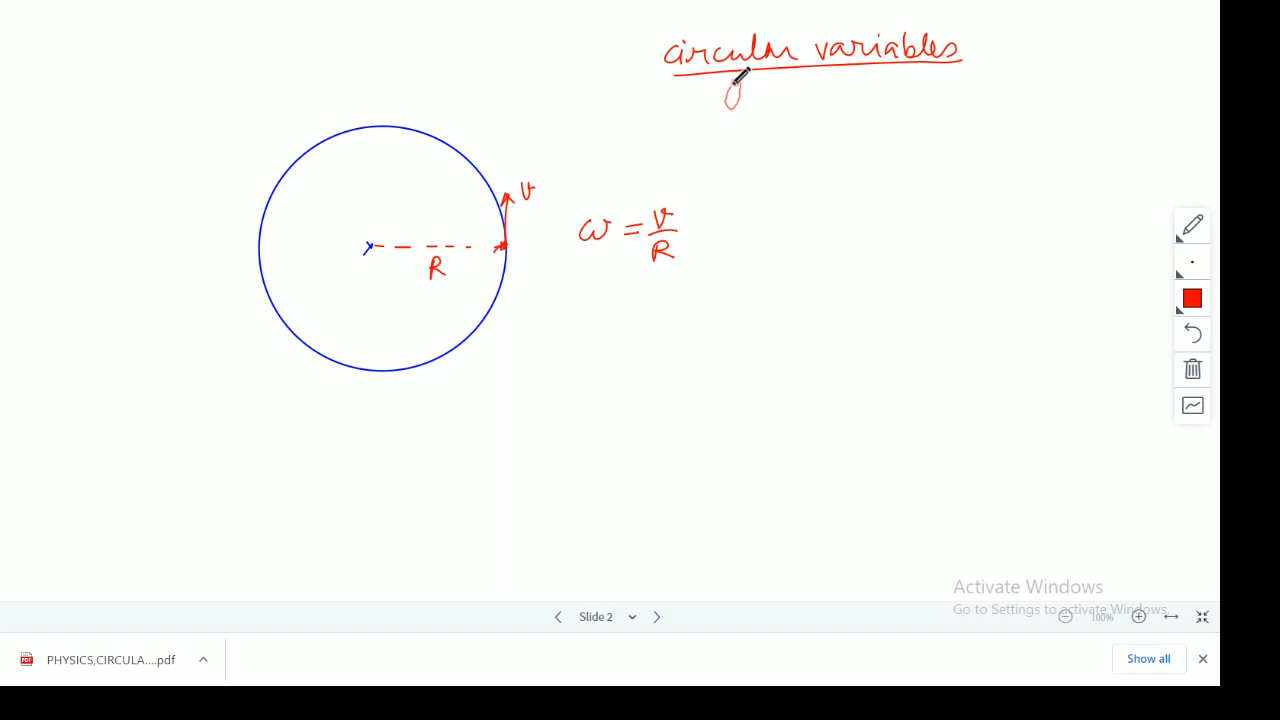 circular variables
v
ω = v/R
R
Activate Windows
Go to Settings to activate Windows.
Slide 2
100%
PHYSICS,CIRCULA....pdf
Show all